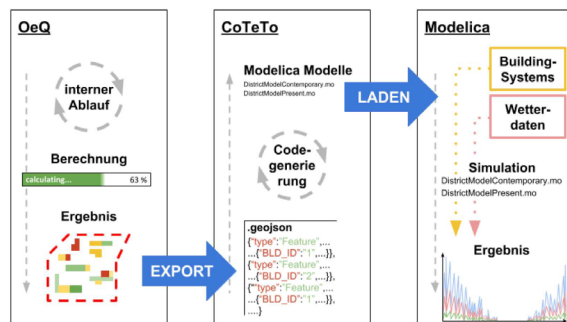 OeQ
interner
Ablauf
Berechnung
calculating... 63 %
Ergebnis
EXPORT
CoTeTo
Modelica Modelle
DistrictModelContemporary.mo
DistrictModelPresent.mo
Code-
generie
rung
.geojson
{"type":"Feature",...
...{"BLD_ID":"1",...}},
{"type":"Feature",...
...{"BLD_ID":"2",...}},
{""type":"Feature",...
...{"BLD_ID":"1",...}},
....}
LADEN
Modelica
Building-
Systems
Wetter-
daten
Simulation
DistrictModelContemporary.mo
DistrictModelPresent.mo
Ergebnis